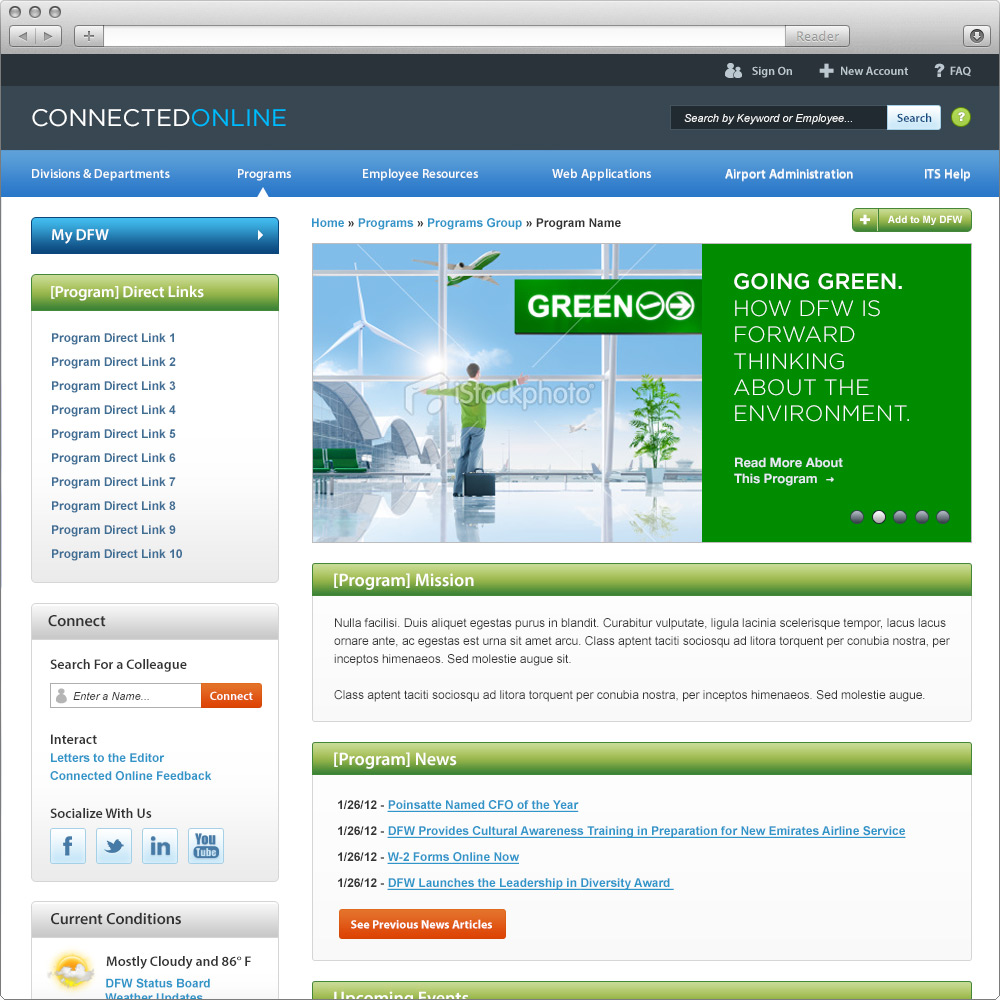 Reader
Sign On
New Account
? FAQ
CONNECTEDONLINE
Search by Keyword or Employee...
Search
?
Divisions & Departments
Programs
Employee Resources
Web Applications
Airport Administration
ITS Help
My DFW
Home » Programs » Programs Group » Program Name
Add to My DFW
[Program] Direct Links
Program Direct Link 1
Program Direct Link 2
Program Direct Link 3
Program Direct Link 4
Program Direct Link 5
Program Direct Link 6
Program Direct Link 7
Program Direct Link 8
Program Direct Link 9
Program Direct Link 10
GREEN
iStockphoto
GOING GREEN.
HOW DFW IS
FORWARD
THINKING
ABOUT THE
ENVIRONMENT.
Read More About
This Program →
Connect
Search For a Colleague
Enter a Name...
Connect
Interact
Letters to the Editor
Connected Online Feedback
Socialize With Us
f
in
You
Tube
Current Conditions
Mostly Cloudy and 86° F
DFW Status Board
Weather Updates
[Program] Mission
Nulla facilisi. Duis aliquet egestas purus in blandit. Curabitur vulputate, ligula lacinia scelerisque tempor, lacus lacus
ornare ante, ac egestas est urna sit amet arcu. Class aptent taciti sociosqu ad litora torquent per conubia nostra, per
inceptos himenaeos. Sed molestie augue sit.
Class aptent taciti sociosqu ad litora torquent per conubia nostra, per inceptos himenaeos. Sed molestie augue.
[Program] News
1/26/12 - Poinsatte Named CFO of the Year
1/26/12 - DFW Provides Cultural Awareness Training in Preparation for New Emirates Airline Service
1/26/12 - W-2 Forms Online Now
1/26/12 - DFW Launches the Leadership in Diversity Award
See Previous News Articles
Upcoming Events